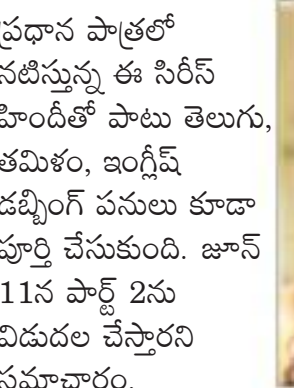 ప్రధాన పాత్రలో
నటిస్తున్న ఈ సిరీస్
హిందీతో పాటు తెలుగు,
తమిళం, ఇంగ్లీష్
డబ్బింగ్ పనులు కూడా
పూర్తి చేసుకుంది. జూన్
11న పార్ట్ 2ను
విడుదల చేస్తారని
సమాచారం.